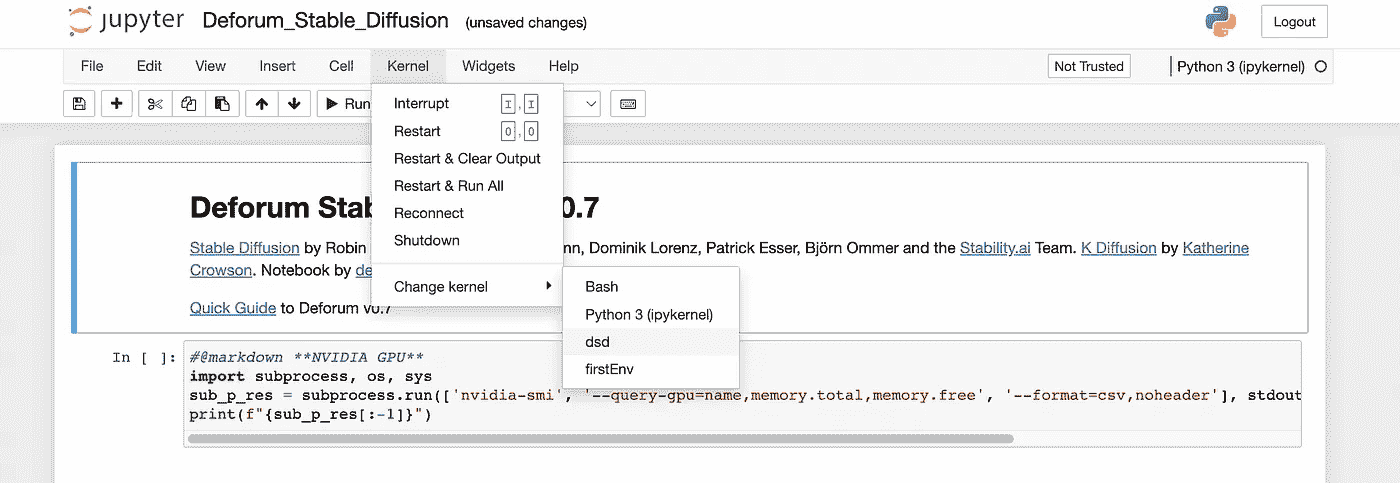 jupyter Deforum_Stable_Diffusion (unsaved changes) Logout
File Edit View Insert Cell Kernel Widgets Help Not Trusted Python 3 (ipykernel)
Run
Interrupt I,I
Restart 0,0
Restart & Clear Output
Restart & Run All
Reconnect
Shutdown
Change kernel
Bash
Python 3 (ipykernel)
dsd
firstEnv
Deforum Stab 0.7
Stable Diffusion by Robin nn, Dominik Lorenz, Patrick Esser, Björn Ommer and the Stability.ai Team. K Diffusion by Katherine
Crowson. Notebook by de
Quick Guide to Deforum v0.7
In [ ]: #@markdown **NVIDIA GPU**
import subprocess, os, sys
sub_p_res = subprocess.run(['nvidia-smi', '--query-gpu=name,memory.total,memory.free', '--format=csv,noheader'], stdout
print(f"{sub_p_res[:-1]}")